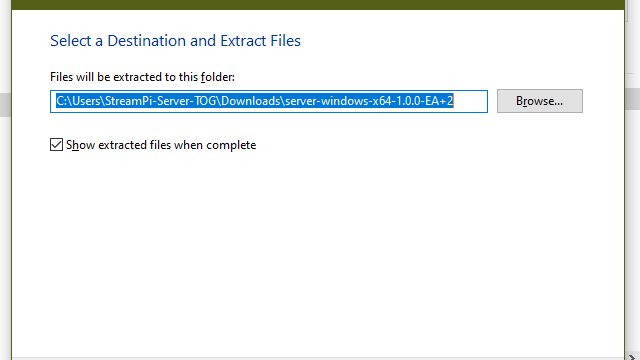 Select a Destination and Extract Files
Files will be extracted to this folder:
C:\Users\StreamPi-Server-TOG\Downloads\server-windows-x64-1.0.0-EA+2
Browse...
Show extracted files when complete